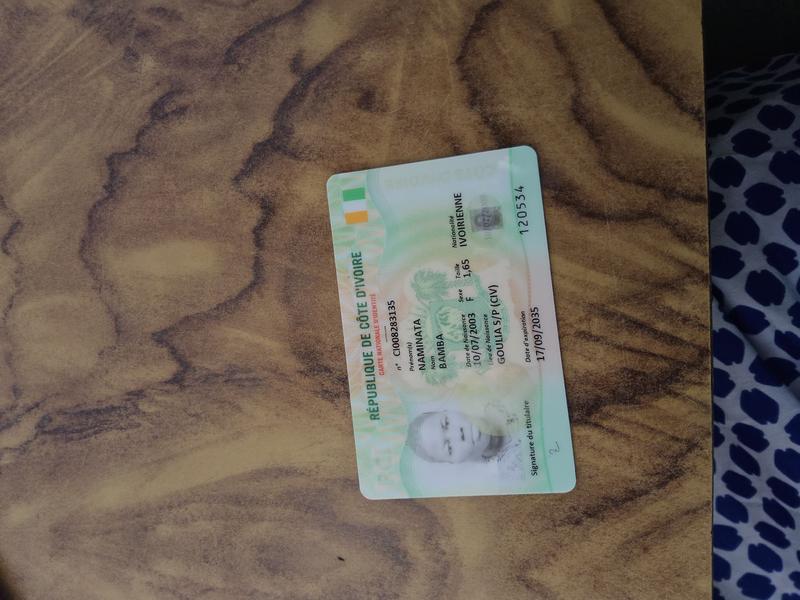 RÉPUBLIQUE DE CÔTE D'IVOIRE
CARTE NATIONALE D'IDENTITÉ
n° CI008283135
Prénom(s)
NAMINATA
Nom
BAMBA
Date de Naissance Sexe Taille Nationalité
10/07/2003 F 1,65 IVOIRIENNE
Lieu de Naissance
GOULIA S/P (CIV)
Signature du titulaire
Date d'expiration
17/09/2035
120534